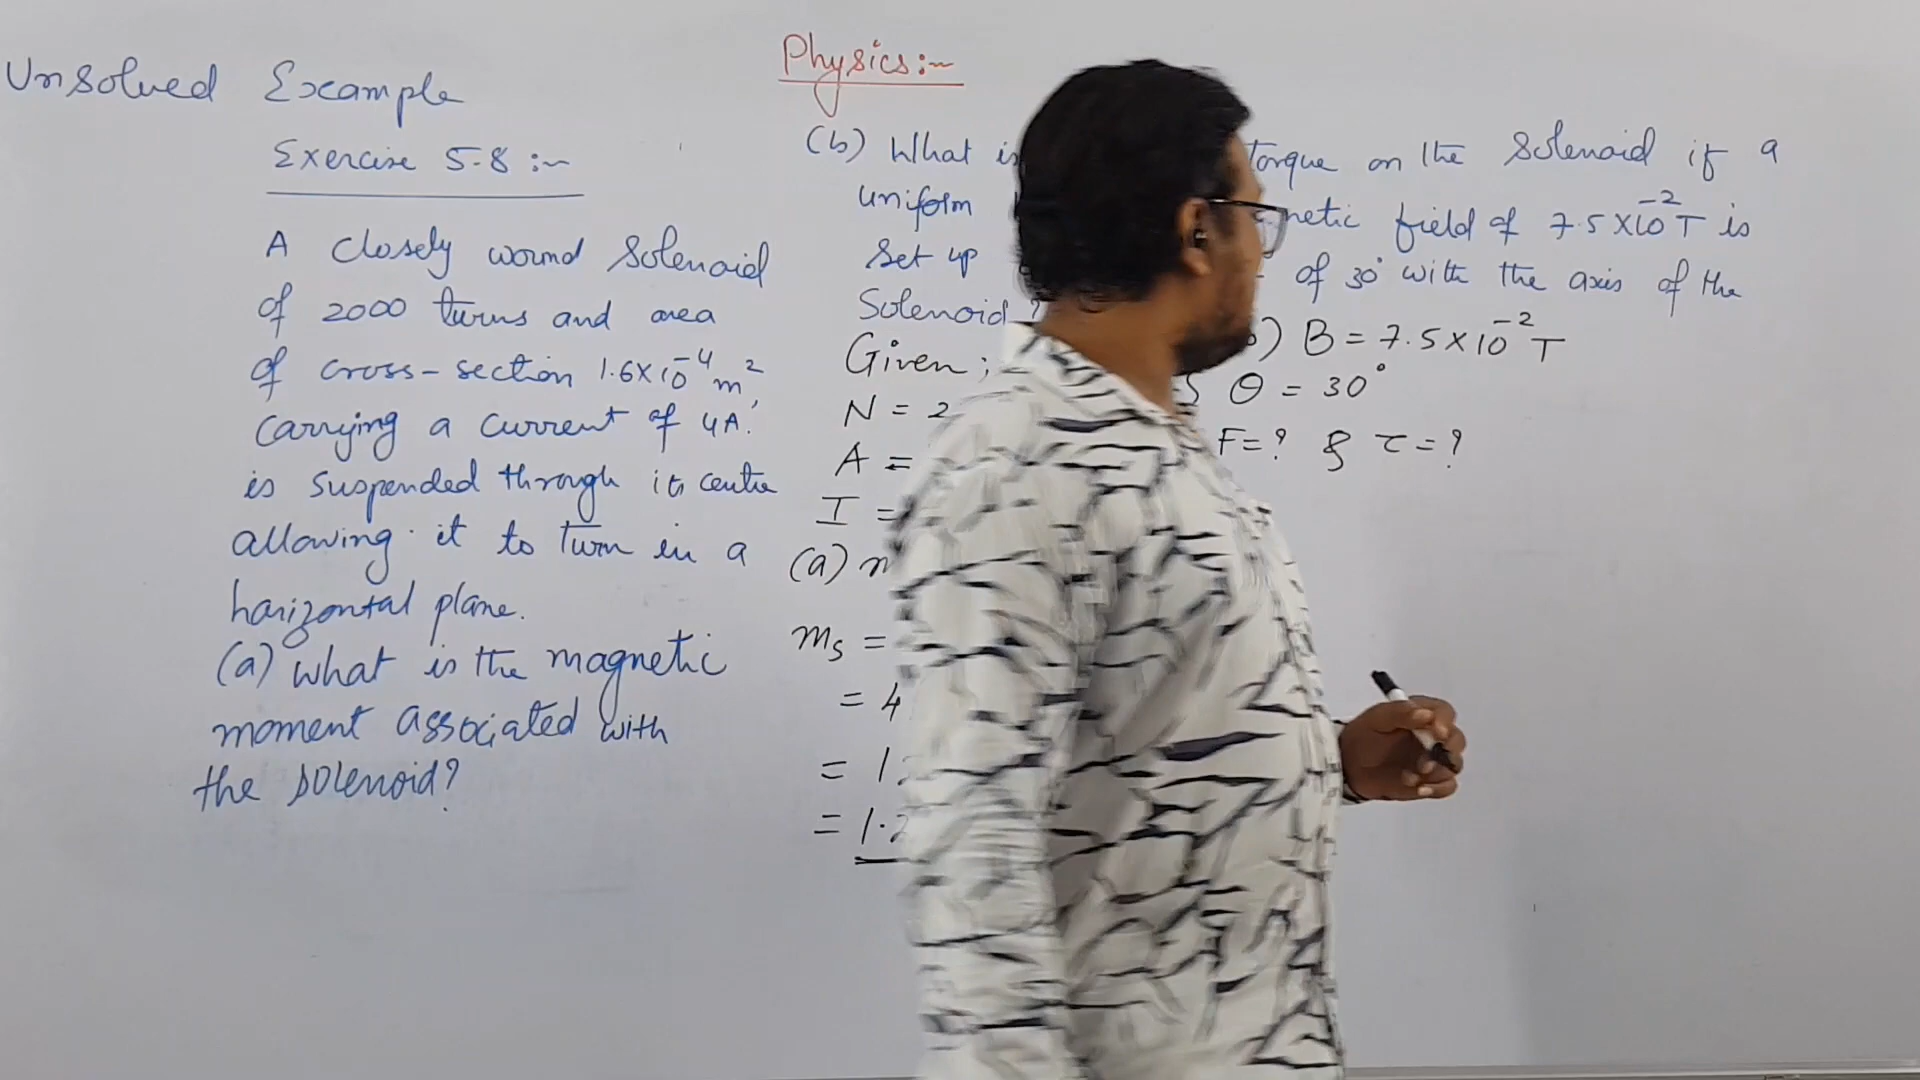 Unsolved Example
Exercise 5.8 :~
A closely wound Solenoid
of 2000 turns and area
of cross-section 1.6×10⁻⁴ m²,
Carrying a current of 4A.
is suspended through its centre
allowing it to turn in a
harizontal plane.
(a) What is the magnetic
moment associated with
the solenoid?
Physics:~
(b) What is torque on the Solenoid if a
uniform field of 7.5×10⁻² T is
Set up of 30° with the axis of the
Solenoid ?
Given ;
N = 2
A =
I =
(a)
mₛ =
= 4
= 1.
= 1.2
) B = 7.5×10⁻² T
θ = 30°
F = ? & τ = ?